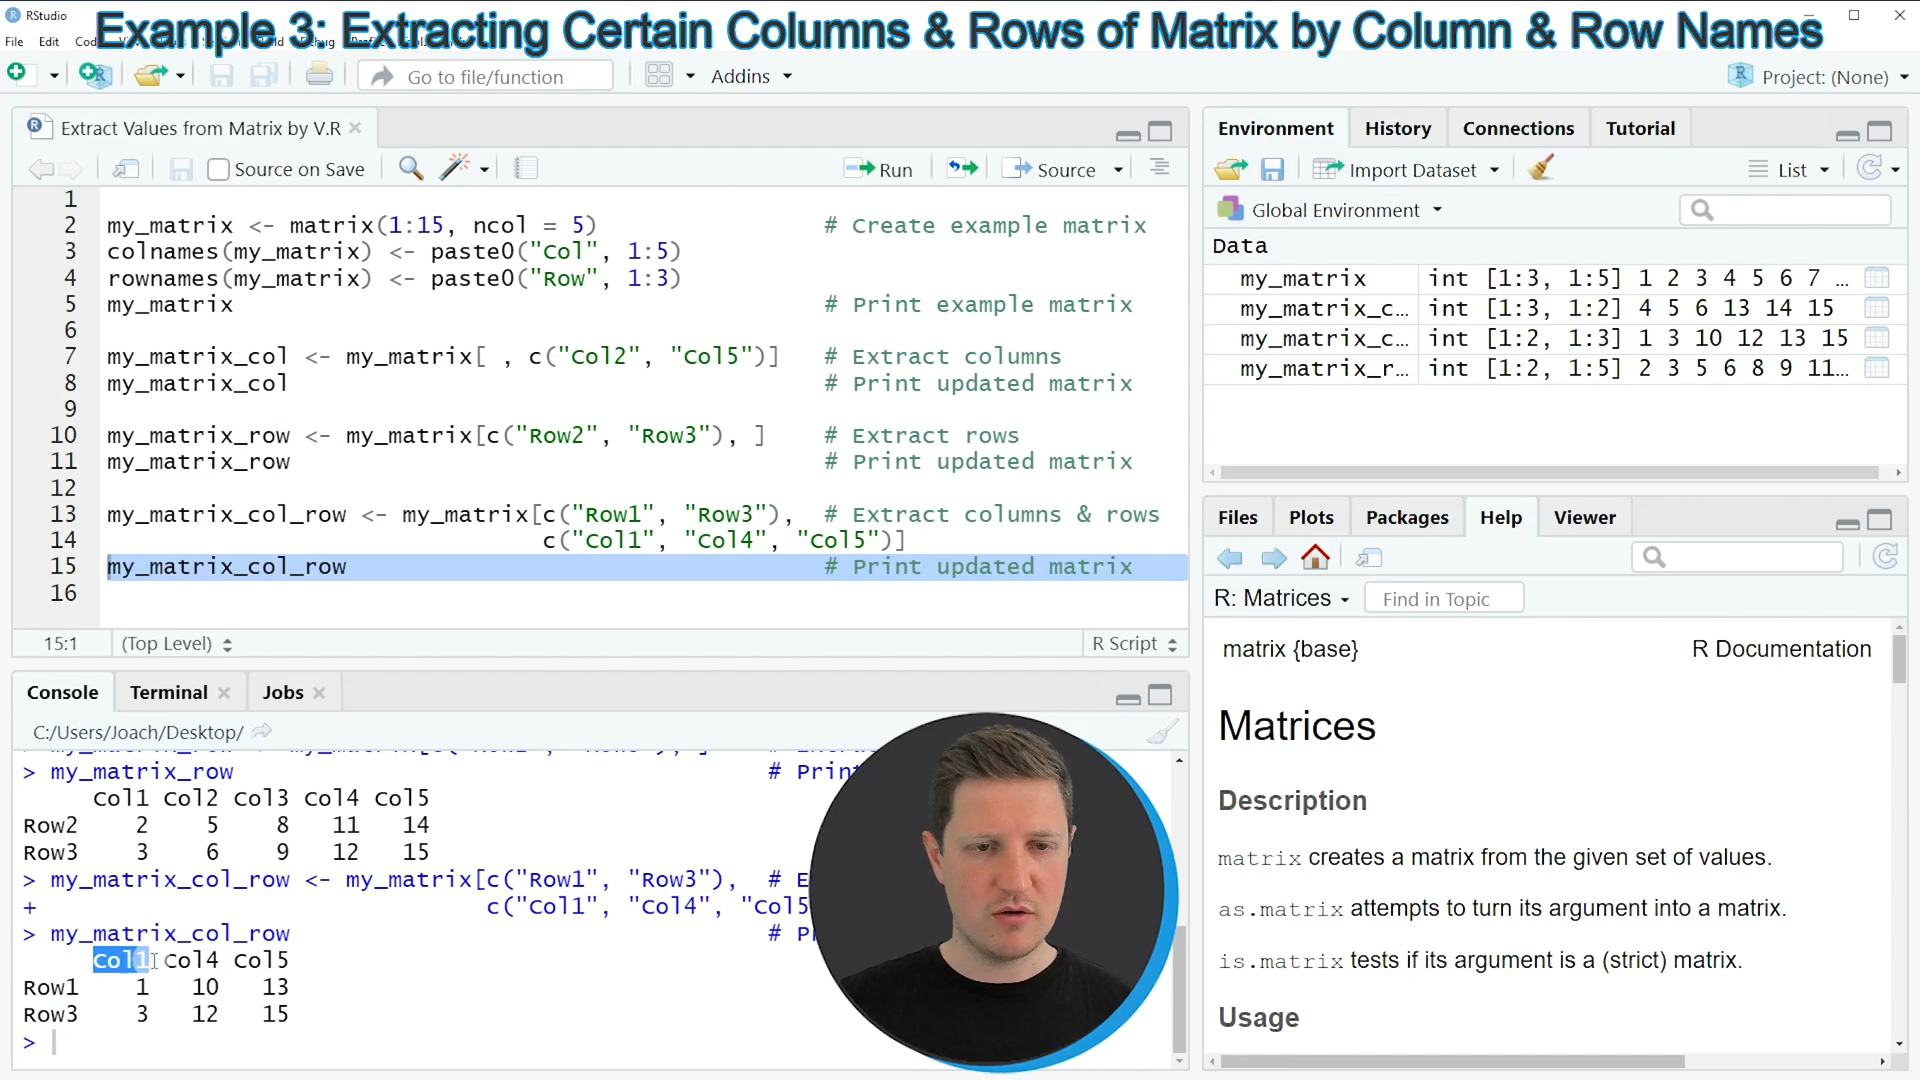 RStudio
Example 3: Extracting Certain Columns & Rows of Matrix by Column & Row Names
File Edit
Go to file/function
Addins
Project: (None)
Extract Values from Matrix by V.R
Source on Save
Run
Source
1
2 my_matrix <- matrix(1:15, ncol = 5) # Create example matrix
3 colnames(my_matrix) <- paste0("Col", 1:5)
4 rownames(my_matrix) <- paste0("Row", 1:3)
5 my_matrix # Print example matrix
6
7 my_matrix_col <- my_matrix[ , c("Col2", "Col5")] # Extract columns
8 my_matrix_col # Print updated matrix
9
10 my_matrix_row <- my_matrix[c("Row2", "Row3"), ] # Extract rows
11 my_matrix_row # Print updated matrix
12
13 my_matrix_col_row <- my_matrix[c("Row1", "Row3"), # Extract columns & rows
14 c("Col1", "Col4", "Col5")]
15 my_matrix_col_row # Print updated matrix
16
15:1 (Top Level) R Script
Console Terminal Jobs
C:/Users/Joach/Desktop/
> my_matrix_row # Prin
Col1 Col2 Col3 Col4 Col5
Row2 2 5 8 11 14
Row3 3 6 9 12 15
> my_matrix_col_row <- my_matrix[c("Row1", "Row3"), # E
+ c("Col1", "Col4", "Col5
> my_matrix_col_row # P
Col1 Col4 Col5
Row1 1 10 13
Row3 3 12 15
>
Environment History Connections Tutorial
Import Dataset List
Global Environment
Data
my_matrix int [1:3, 1:5] 1 2 3 4 5 6 7 ...
my_matrix_c... int [1:3, 1:2] 4 5 6 13 14 15
my_matrix_c... int [1:2, 1:3] 1 3 10 12 13 15
my_matrix_r... int [1:2, 1:5] 2 3 5 6 8 9 11...
Files Plots Packages Help Viewer
R: Matrices Find in Topic
matrix {base} R Documentation
Matrices
Description
matrix creates a matrix from the given set of values.
as.matrix attempts to turn its argument into a matrix.
is.matrix tests if its argument is a (strict) matrix.
Usage